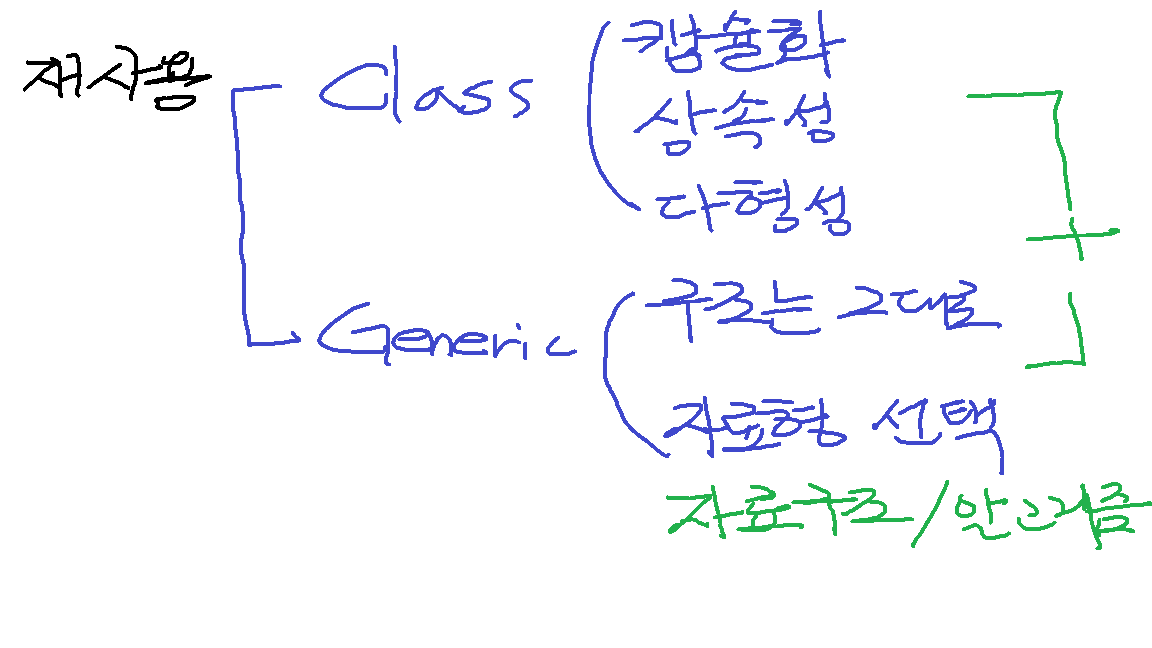 재사용
Class
캡슐화
상속성
다형성
+
Generic
구조는 그대로
자료형 선택
자료구조/알고리즘